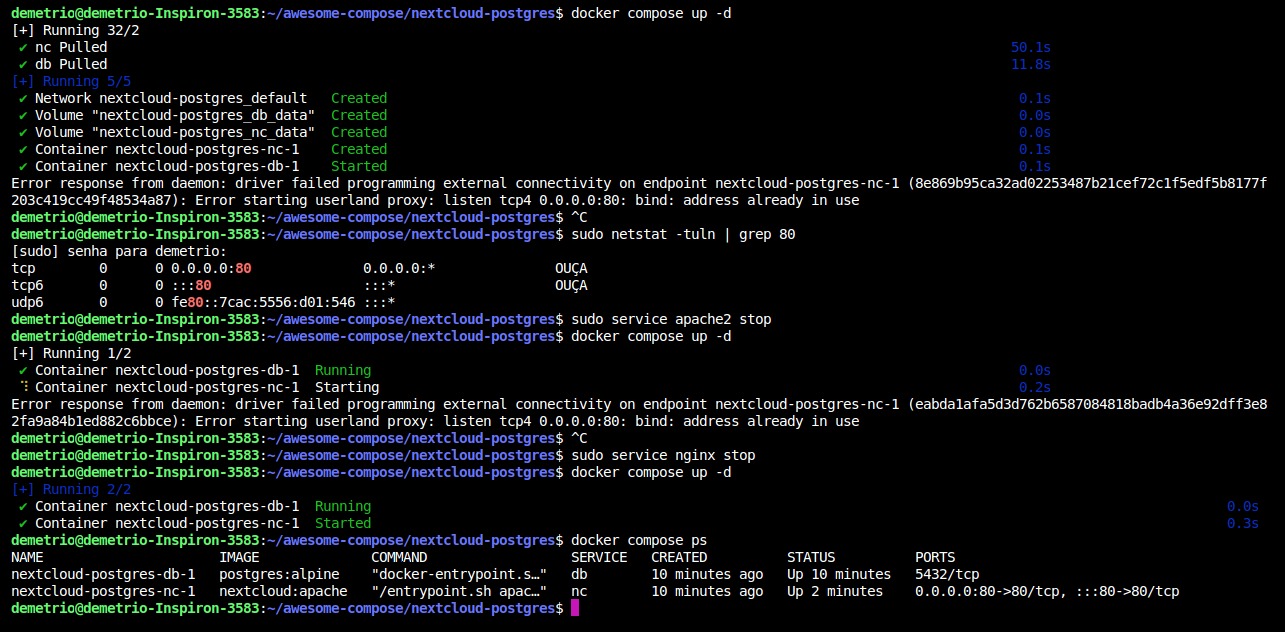 demetrio@demetrio-Inspiron-3583:~/awesome-compose/nextcloud-postgres$ docker compose up -d
[+] Running 32/2
✔ nc Pulled 50.1s
✔ db Pulled 11.8s
[+] Running 5/5
✔ Network nextcloud-postgres_default Created 0.1s
✔ Volume "nextcloud-postgres_db_data" Created 0.0s
✔ Volume "nextcloud-postgres_nc_data" Created 0.0s
✔ Container nextcloud-postgres-nc-1 Created 0.1s
✔ Container nextcloud-postgres-db-1 Started 0.1s
Error response from daemon: driver failed programming external connectivity on endpoint nextcloud-postgres-nc-1 (8e869b95ca32ad02253487b21cef72c1f5edf5b8177f
203c419cc49f48534a87): Error starting userland proxy: listen tcp4 0.0.0.0:80: bind: address already in use
demetrio@demetrio-Inspiron-3583:~/awesome-compose/nextcloud-postgres$ ^C
demetrio@demetrio-Inspiron-3583:~/awesome-compose/nextcloud-postgres$ sudo netstat -tuln | grep 80
[sudo] senha para demetrio:
tcp 0 0 0.0.0.0:80 0.0.0.0:* OUÇA
tcp6 0 0 :::80 :::* OUÇA
udp6 0 0 fe80::7cac:5556:d01:546 :::*
demetrio@demetrio-Inspiron-3583:~/awesome-compose/nextcloud-postgres$ sudo service apache2 stop
demetrio@demetrio-Inspiron-3583:~/awesome-compose/nextcloud-postgres$ docker compose up -d
[+] Running 1/2
✔ Container nextcloud-postgres-db-1 Running 0.0s
⠹ Container nextcloud-postgres-nc-1 Starting 0.2s
Error response from daemon: driver failed programming external connectivity on endpoint nextcloud-postgres-nc-1 (eabda1afa5d3d762b6587084818badb4a36e92dff3e8
2fa9a84b1ed882c6bbce): Error starting userland proxy: listen tcp4 0.0.0.0:80: bind: address already in use
demetrio@demetrio-Inspiron-3583:~/awesome-compose/nextcloud-postgres$ ^C
demetrio@demetrio-Inspiron-3583:~/awesome-compose/nextcloud-postgres$ sudo service nginx stop
demetrio@demetrio-Inspiron-3583:~/awesome-compose/nextcloud-postgres$ docker compose up -d
[+] Running 2/2
✔ Container nextcloud-postgres-db-1 Running 0.0s
✔ Container nextcloud-postgres-nc-1 Started 0.3s
demetrio@demetrio-Inspiron-3583:~/awesome-compose/nextcloud-postgres$ docker compose ps
NAME IMAGE COMMAND SERVICE CREATED STATUS PORTS
nextcloud-postgres-db-1 postgres:alpine "docker-entrypoint.s…" db 10 minutes ago Up 10 minutes 5432/tcp
nextcloud-postgres-nc-1 nextcloud:apache "/entrypoint.sh apac…" nc 10 minutes ago Up 2 minutes 0.0.0.0:80->80/tcp, :::80->80/tcp
demetrio@demetrio-Inspiron-3583:~/awesome-compose/nextcloud-postgres$